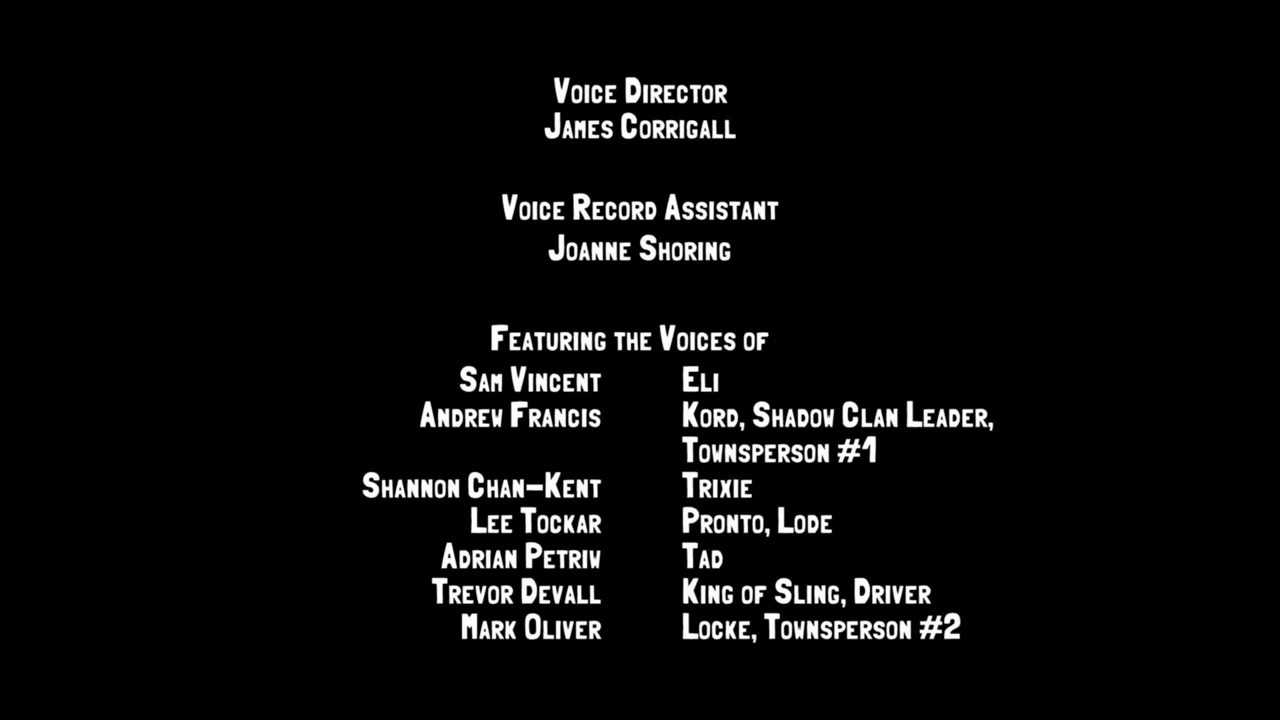 Voice Director
James Corrigall
Voice Record Assistant
Joanne Shoring
Featuring the Voices of
Sam Vincent Eli
Andrew Francis Kord, Shadow Clan Leader,
Townsperson #1
Shannon Chan-Kent Trixie
Lee Tockar Pronto, Lode
Adrian Petriw Tad
Trevor Devall King of Sling, Driver
Mark Oliver Locke, Townsperson #2